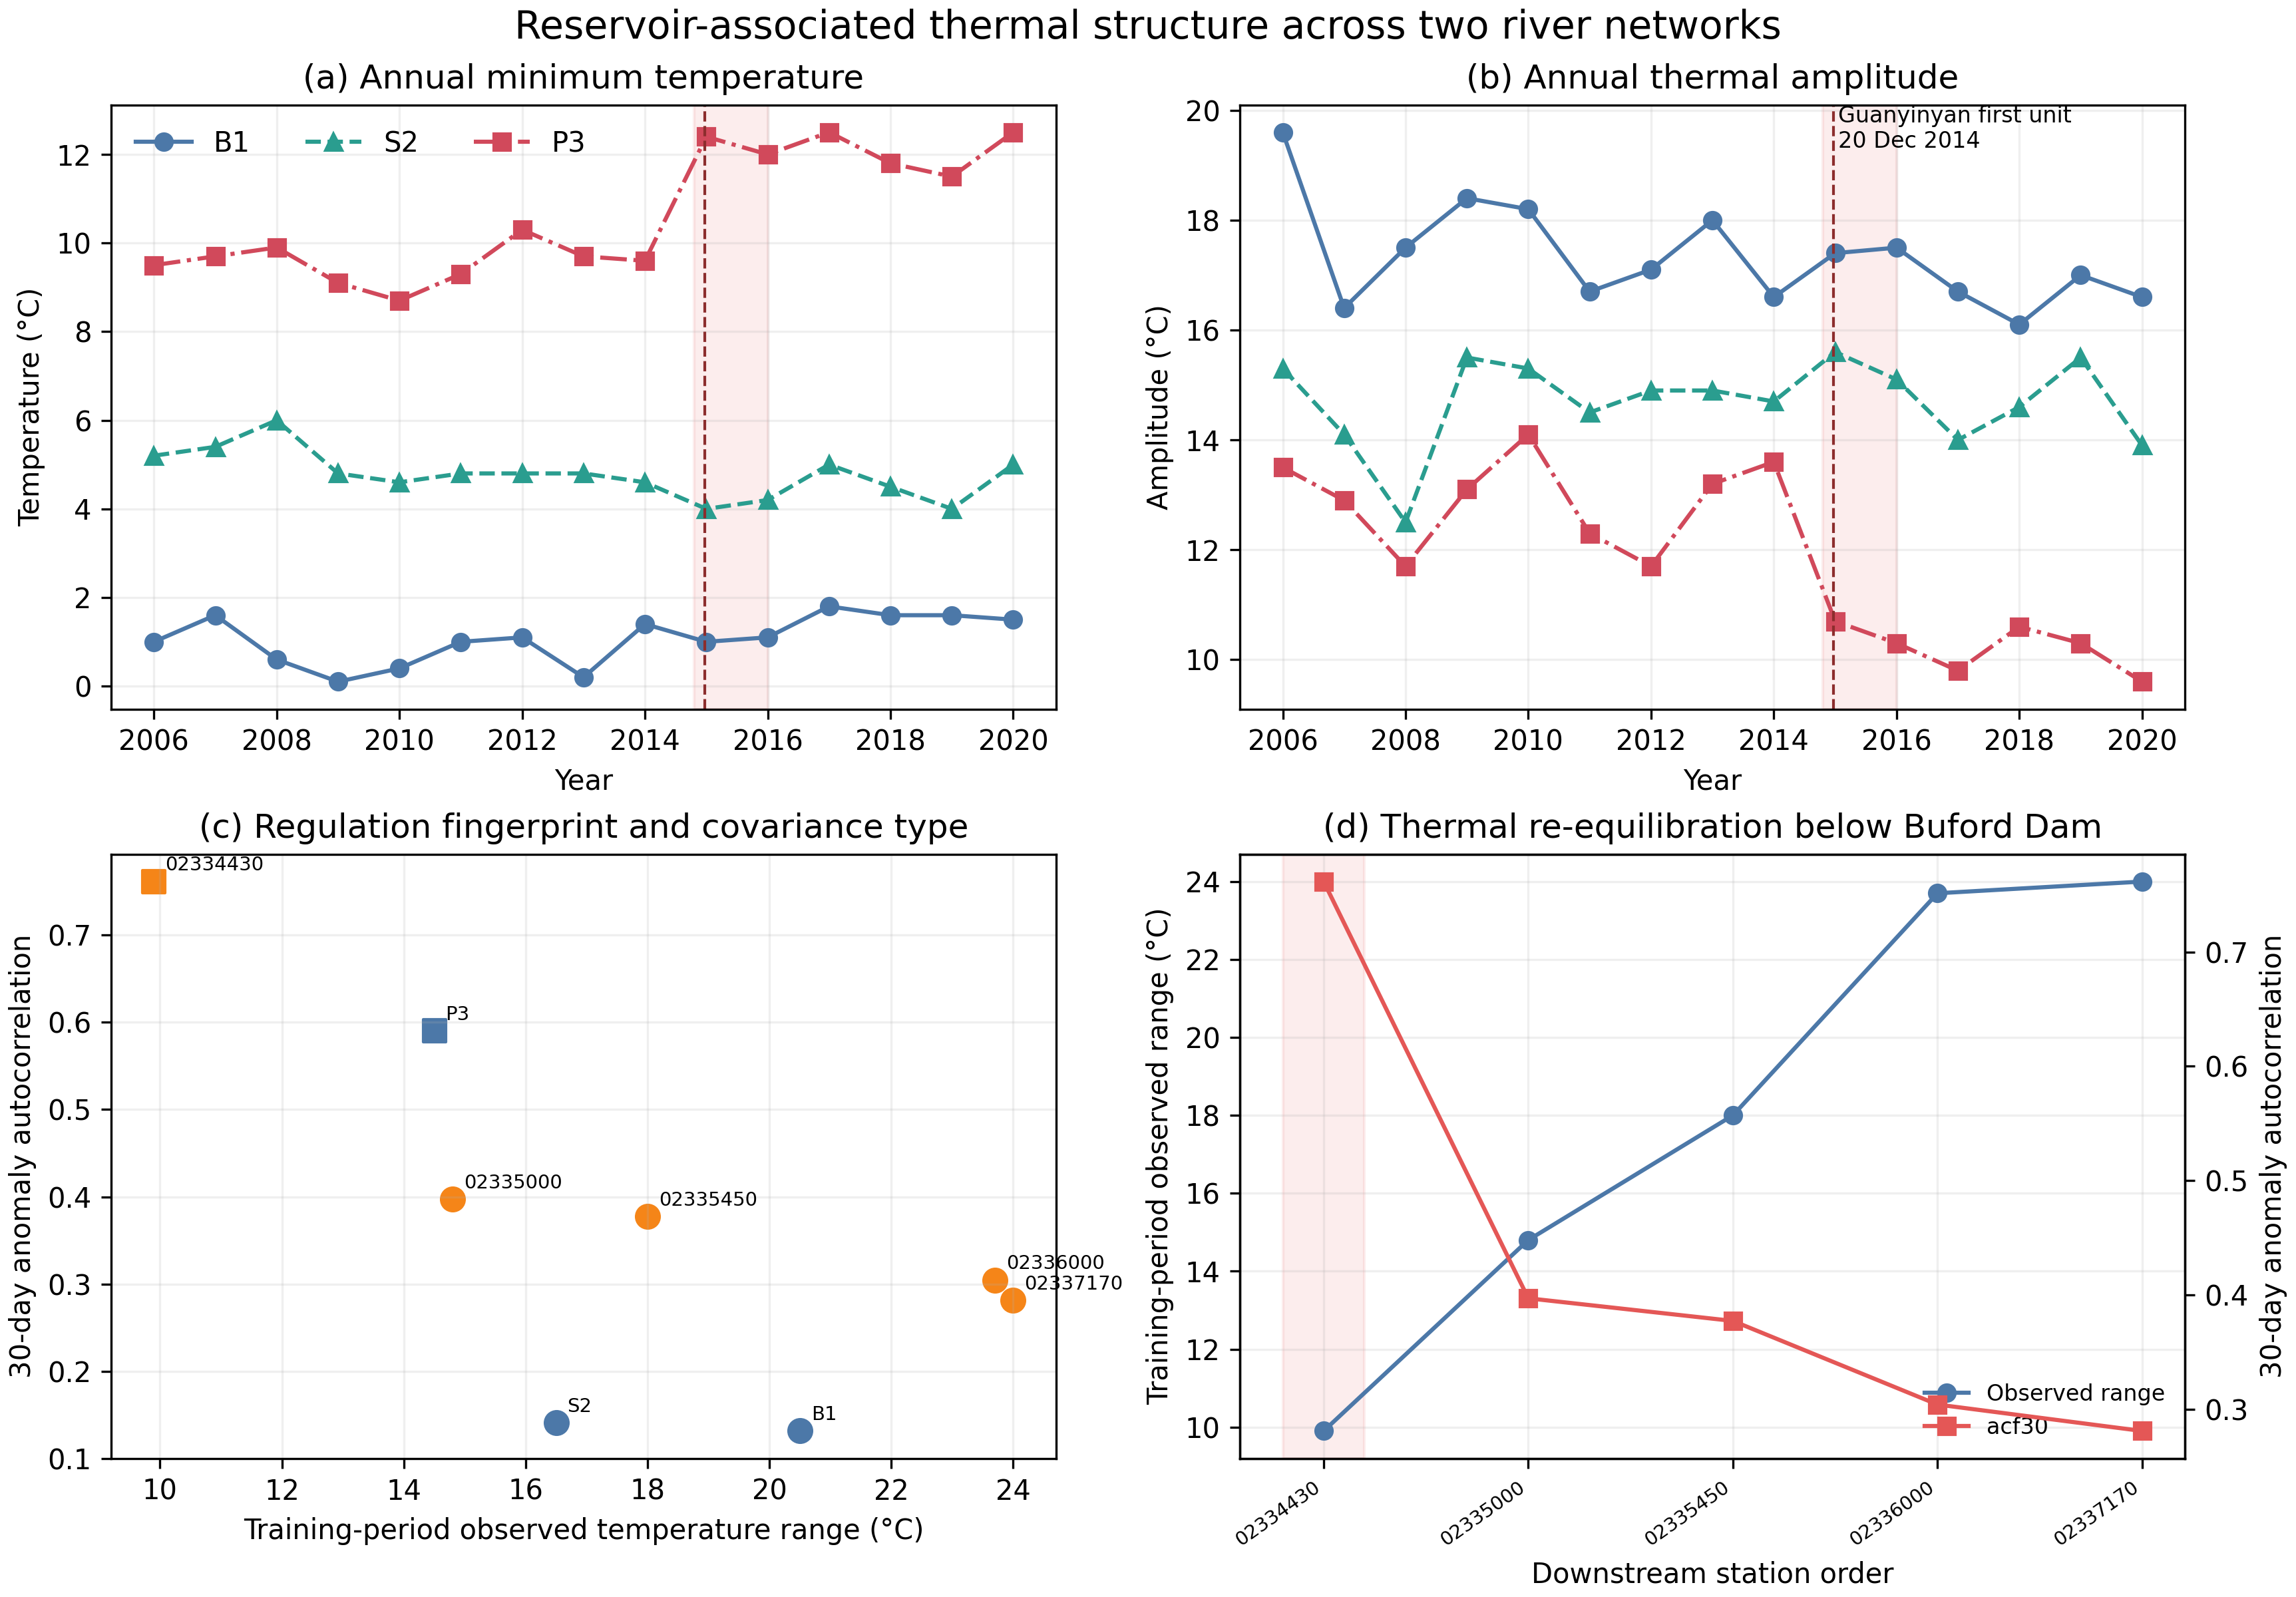 Reservoir-associated thermal structure across two river networks
(a) Annual minimum temperature
B1
S2
P3
12
10
8
6
4
2
0
Temperature (°C)
2006
2008
2010
2012
2014
2016
2018
2020
Year
(b) Annual thermal amplitude
Guanyinyan first unit
20 Dec 2014
20
18
16
14
12
10
Amplitude (°C)
2006
2008
2010
2012
2014
2016
2018
2020
Year
(c) Regulation fingerprint and covariance type
02334430
P3
02335000
02335450
02336000
02337170
S2
B1
0.7
0.6
0.5
0.4
0.3
0.2
0.1
30-day anomaly autocorrelation
10
12
14
16
18
20
22
24
Training-period observed temperature range (°C)
(d) Thermal re-equilibration below Buford Dam
24
22
20
18
16
14
12
10
Training-period observed range (°C)
0.7
0.6
0.5
0.4
0.3
30-day anomaly autocorrelation
Observed range
acf30
02334430
02335000
02335450
02336000
02337170
Downstream station order